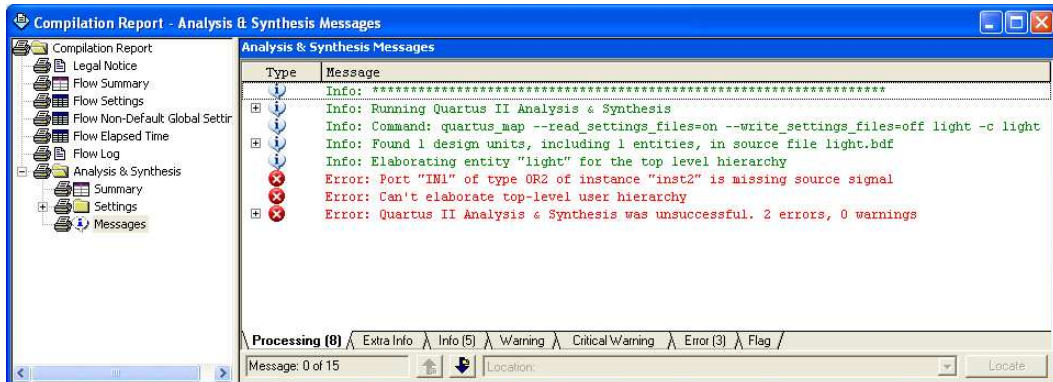 Compilation Report - Analysis & Synthesis Messages
Compilation Report
Legal Notice
Flow Summary
Flow Settings
Flow Non-Default Global Settir
Flow Elapsed Time
Flow Log
Analysis & Synthesis
Summary
Settings
Messages
Analysis & Synthesis Messages
Type Message
Info: *******************************************************************
Info: Running Quartus II Analysis & Synthesis
Info: Command: quartus_map --read_settings_files=on --write_settings_files=off light -c light
Info: Found 1 design units, including 1 entities, in source file light.bdf
Info: Elaborating entity "light" for the top level hierarchy
Error: Port "IN1" of type OR2 of instance "inst2" is missing source signal
Error: Can't elaborate top-level user hierarchy
Error: Quartus II Analysis & Synthesis was unsuccessful. 2 errors, 0 warnings
Processing (8) Extra Info Info (5) Warning Critical Warning Error (3) Flag
Message: 0 of 15 Location: Locate